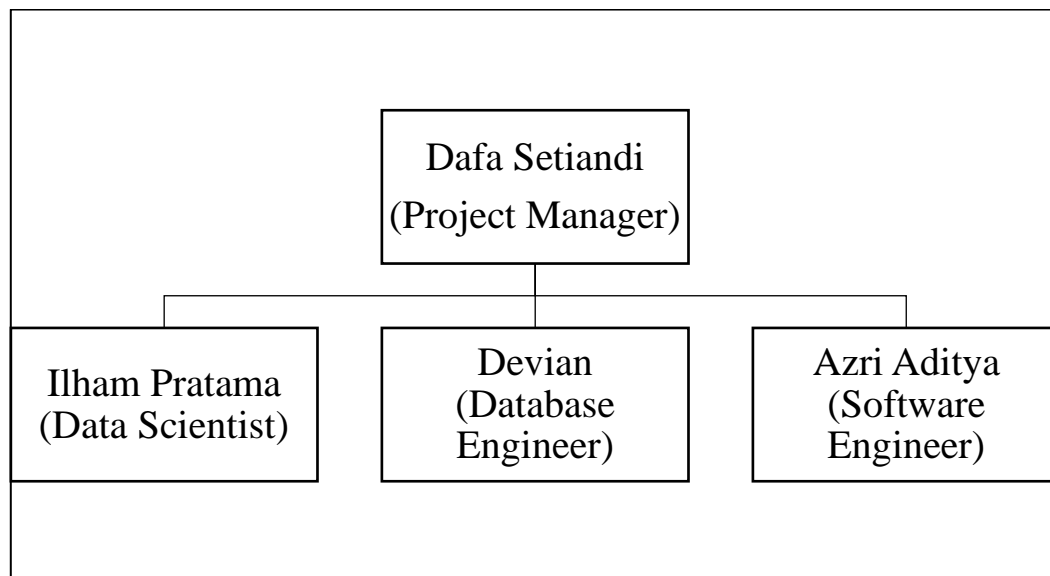 Dafa Setiandi
(Project Manager)
Ilham Pratama
(Data Scientist)
Devian
(Database
Engineer)
Azri Aditya
(Software
Engineer)